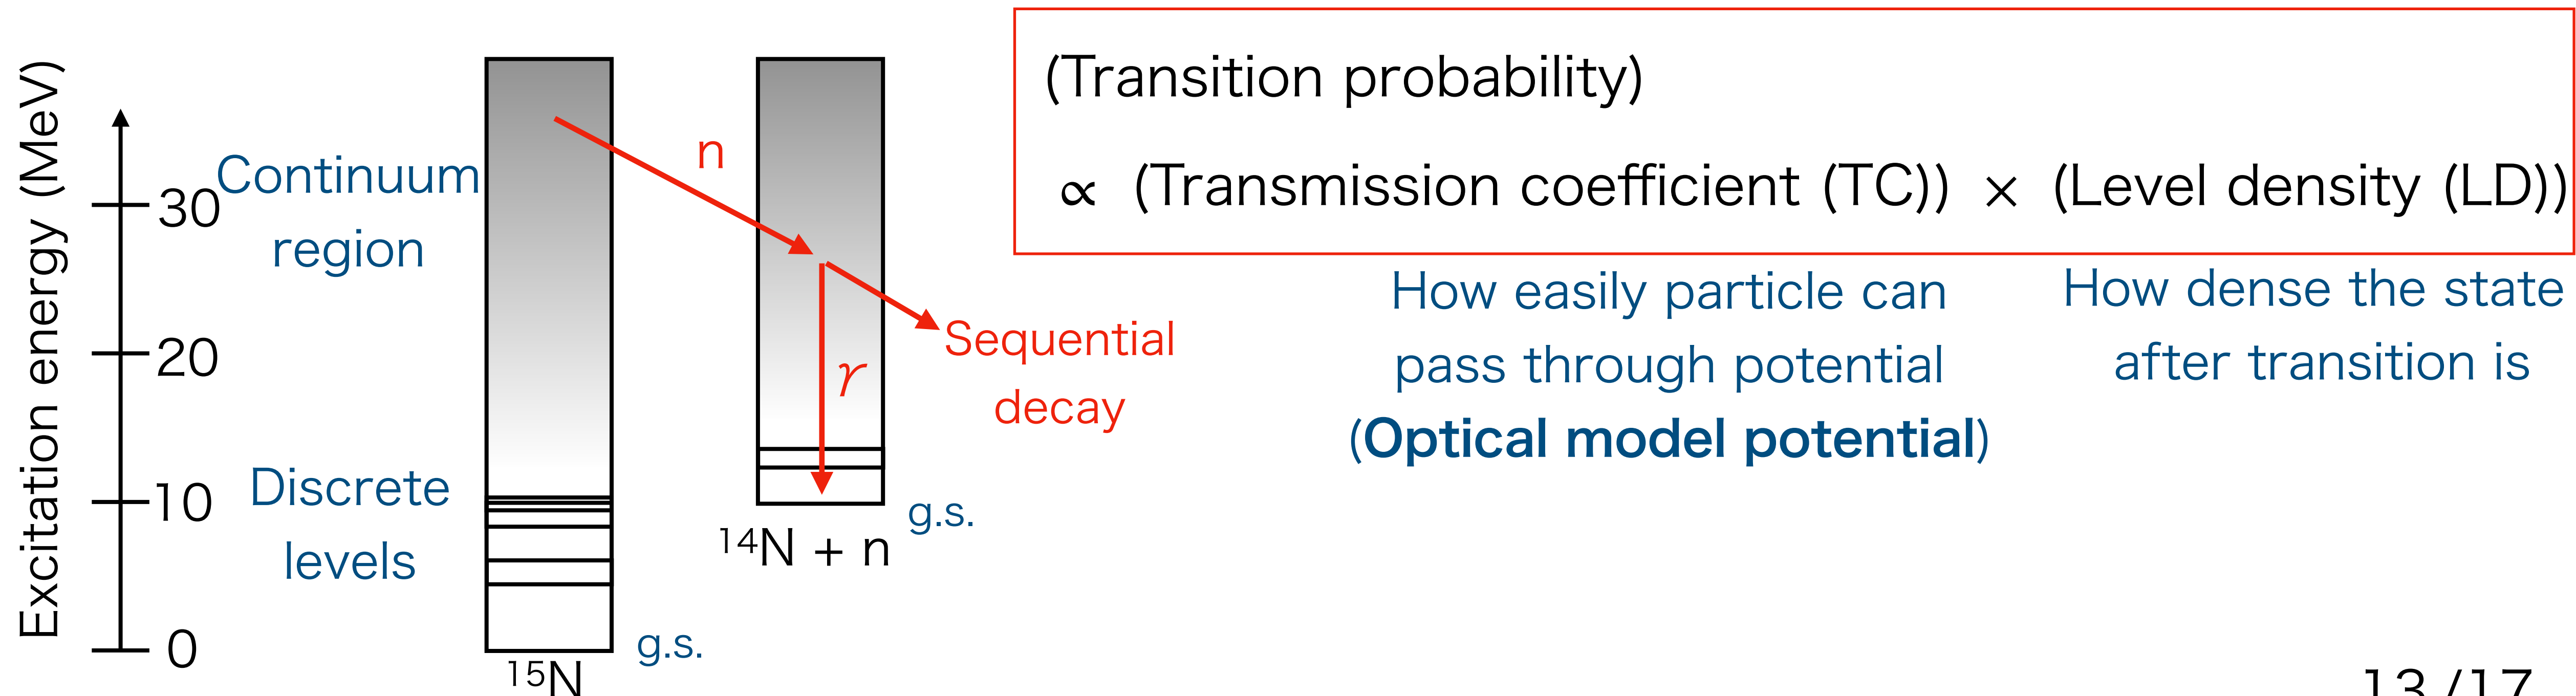 Excitation energy (MeV)
30
20
10
0
Continuum
region
Discrete
levels
g.s.
¹⁵N
n
γ
Sequential
decay
g.s.
¹⁴N + n
(Transition probability)
∝ (Transmission coefficient (TC)) × (Level density (LD))
How easily particle can
pass through potential
(Optical model potential)
How dense the state
after transition is
13 /17